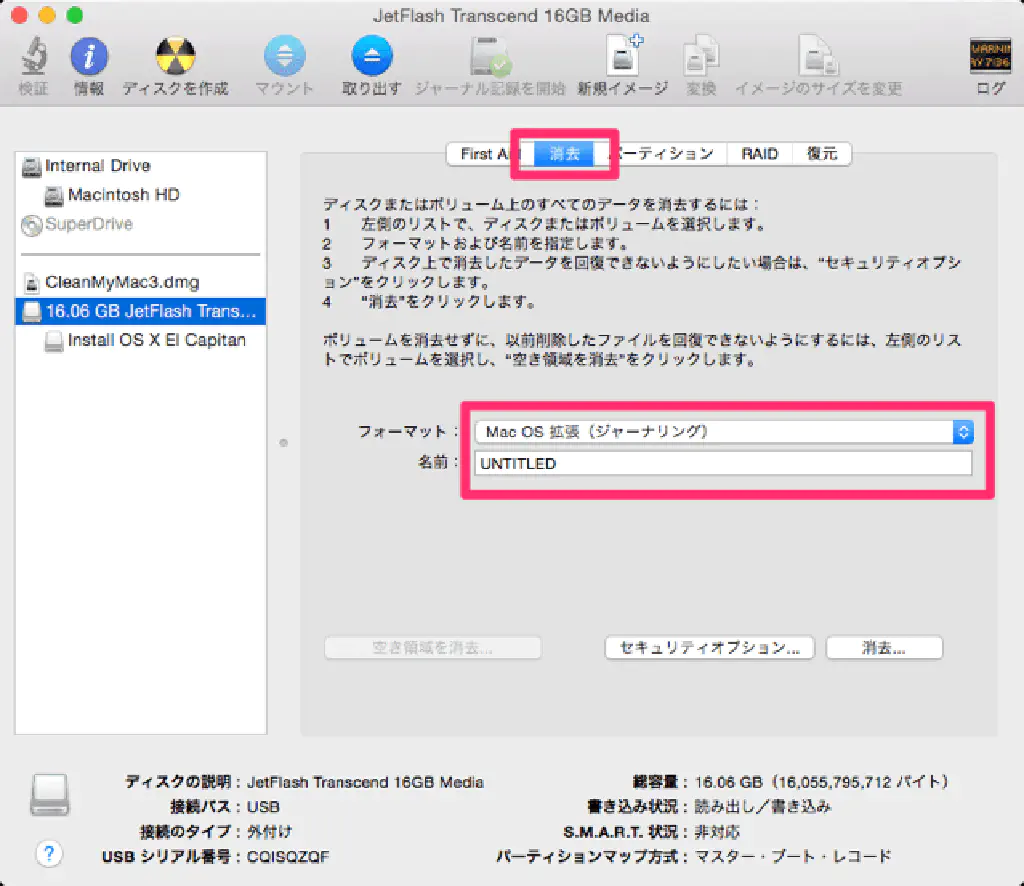 JetFlash Transcend 16GB Media
検証 情報 ディスクを作成 マウント 取り出す ジャーナル記録を開始 新規イメージ 変換 イメージのサイズを変更 ログ
WARNIN
AY 7:36
Internal Drive
Macintosh HD
SuperDrive
CleanMyMac3.dmg
16.06 GB JetFlash Trans...
Install OS X El Capitan
First Ai 消去 パーティション RAID 復元
ディスクまたはボリューム上のすべてのデータを消去するには：
1 左側のリストで、ディスクまたはボリュームを選択します。
2 フォーマットおよび名前を指定します。
3 ディスク上で消去したデータを回復できないようにしたい場合は、“セキュリティオプシ
ョン”をクリックします。
4 “消去”をクリックします。
ボリュームを消去せずに、以前削除したファイルを回復できないようにするには、左側のリス
トでボリュームを選択し、“空き領域を消去”をクリックします。
フォーマット： Mac OS 拡張（ジャーナリング）
名前： UNTITLED
空き領域を消去... セキュリティオプション... 消去...
ディスクの説明：JetFlash Transcend 16GB Media
接続バス：USB
接続のタイプ：外付け
USB シリアル番号：CQISQZQF
総容量：16.06 GB（16,055,795,712 バイト）
書き込み状況：読み出し／書き込み
S.M.A.R.T. 状況：非対応
パーティションマップ方式：マスター・ブート・レコード
?